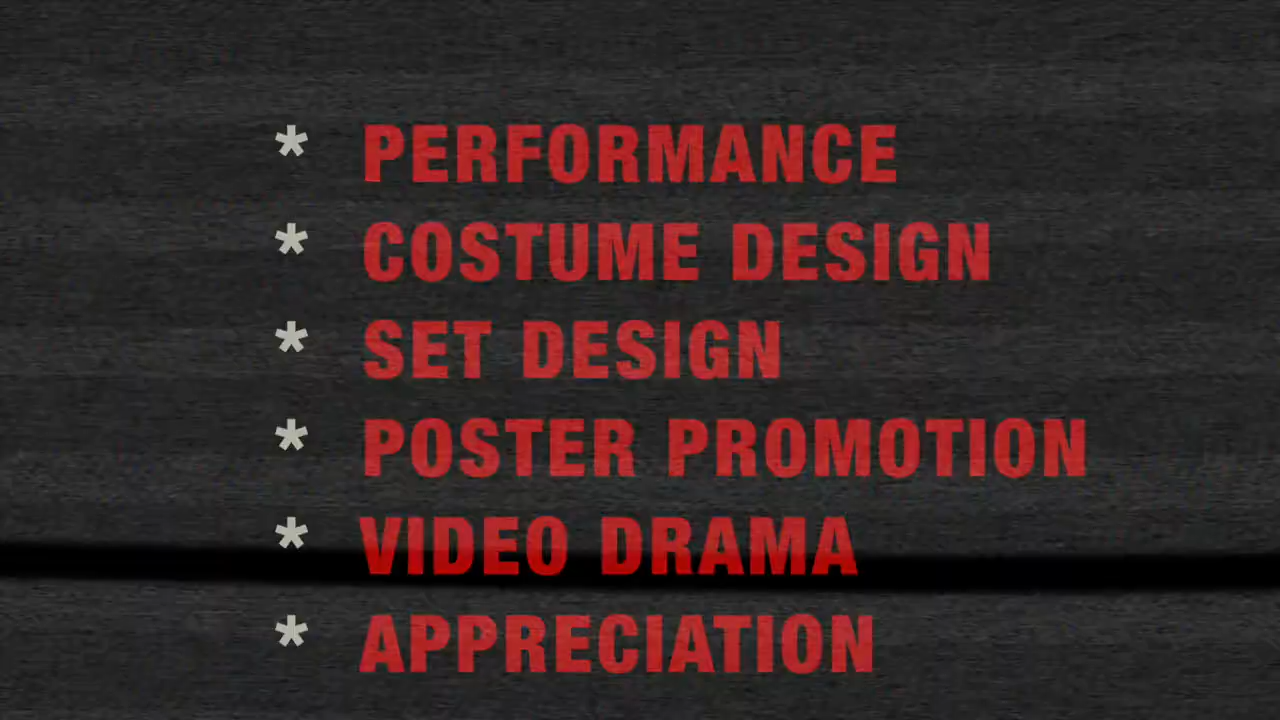 * PERFORMANCE
* COSTUME DESIGN
* SET DESIGN
* POSTER PROMOTION
* VIDEO DRAMA
* APPRECIATION